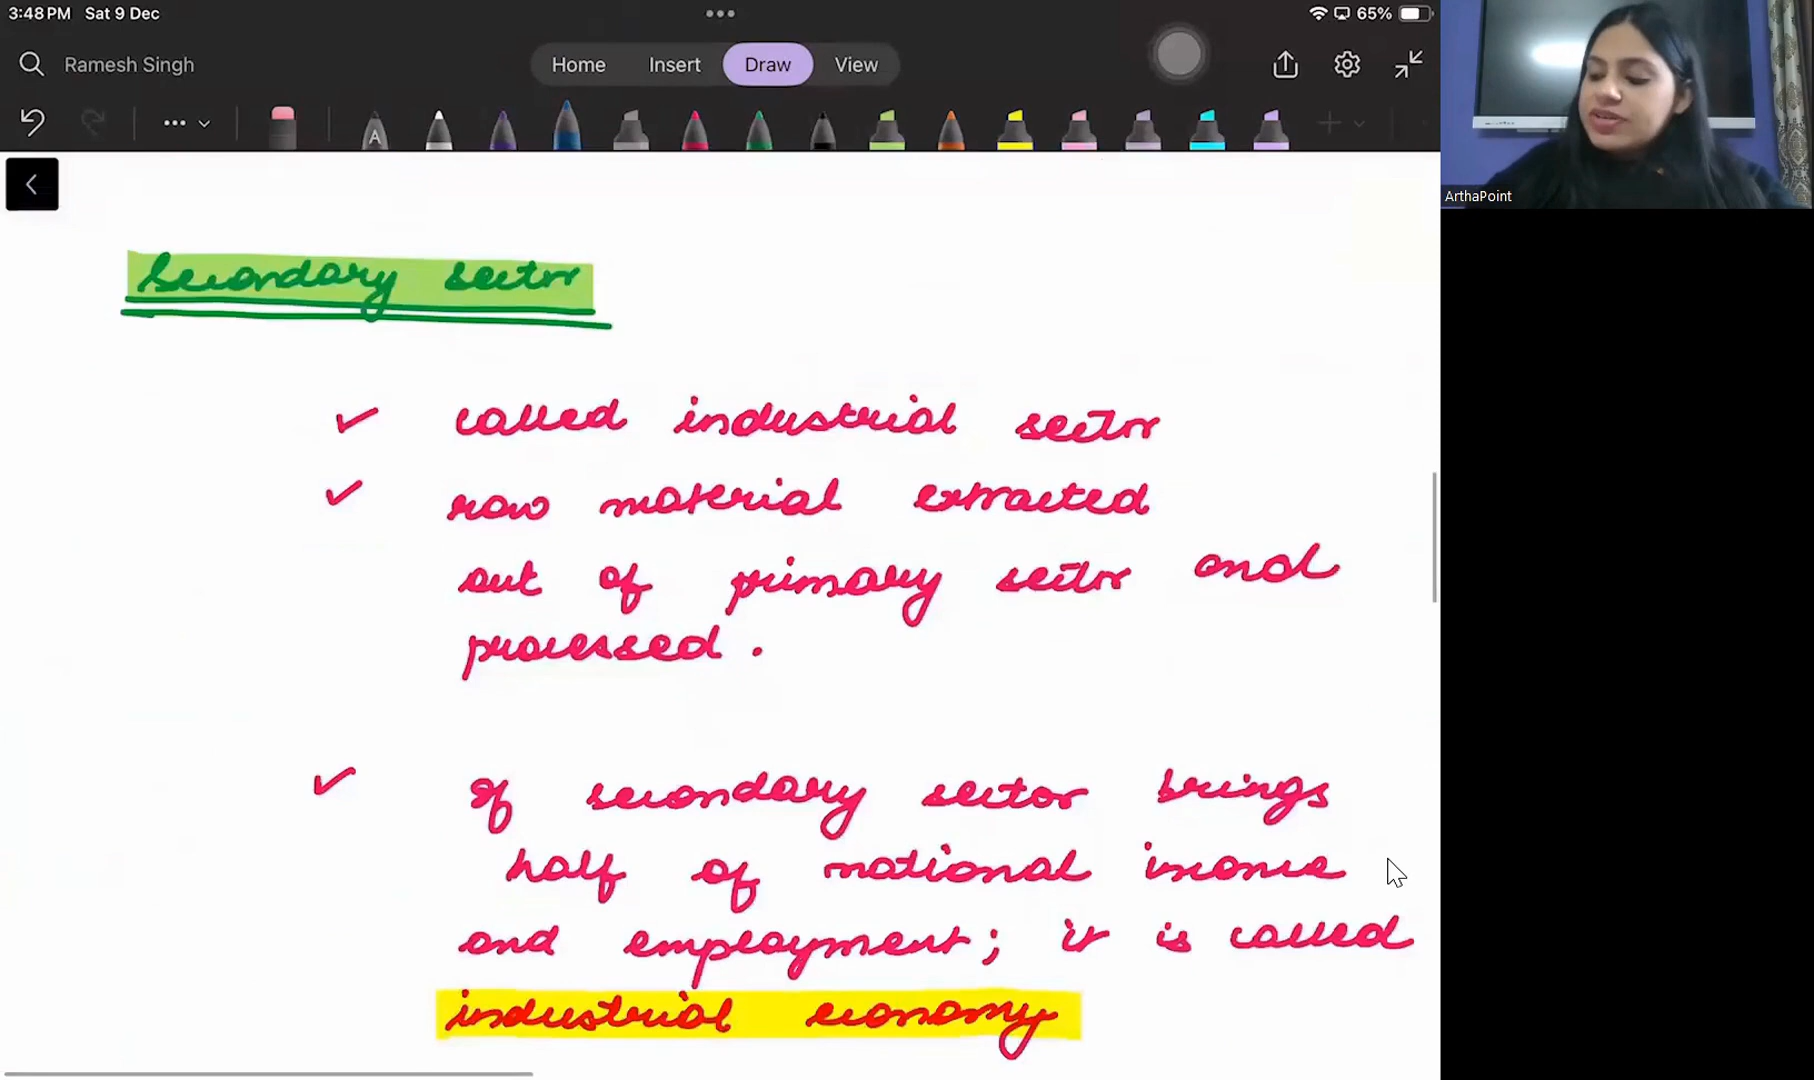 3:48 PM Sat 9 Dec
65%
Ramesh Singh
Home Insert Draw View
A
ArthaPoint
Secondary sector
called industrial sector
raw material extracted
out of primary sector and
processed.
If secondary sector brings
half of national income
and employment; it is called
industrial economy